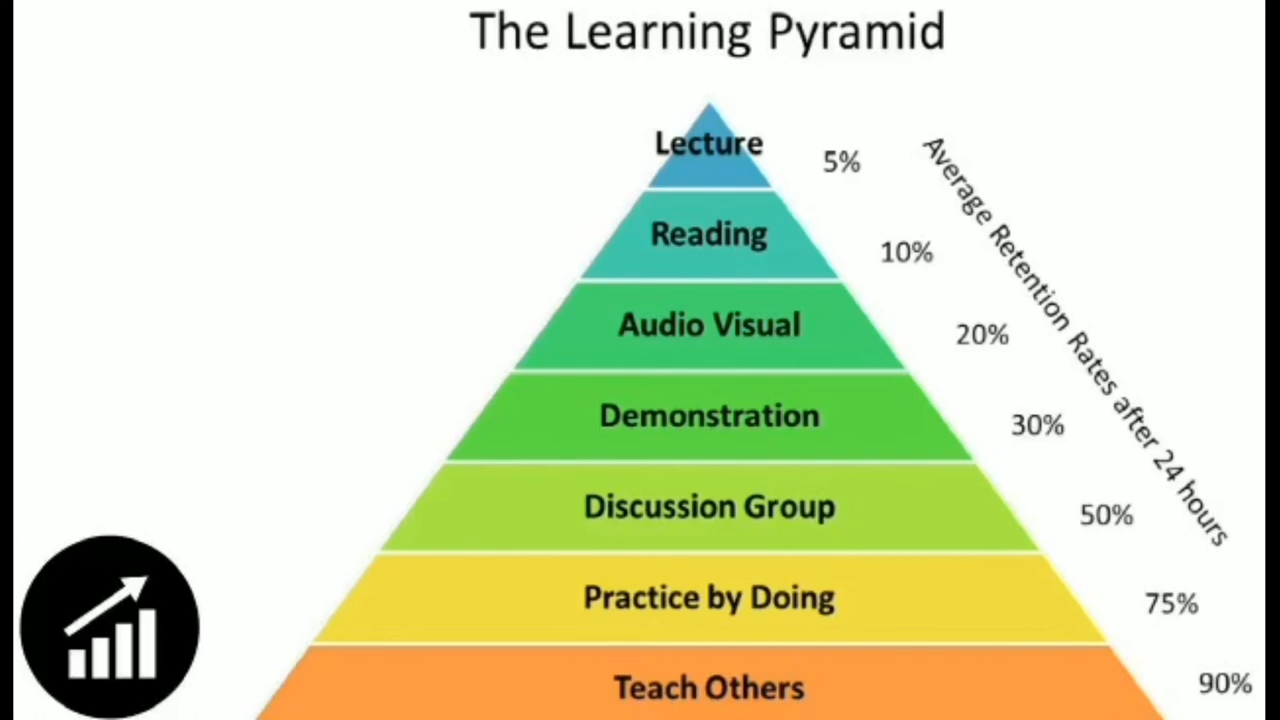 The Learning Pyramid
Lecture
5%
Reading
10%
Audio Visual
20%
Demonstration
30%
Discussion Group
50%
Practice by Doing
75%
Teach Others
90%
Average Retention Rates after 24 hours